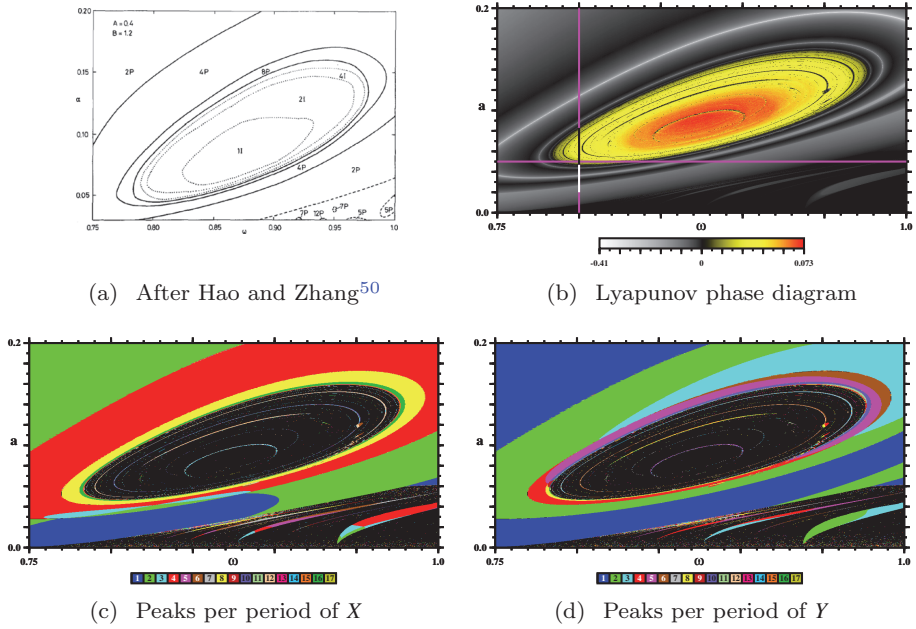 0.20
A = 0.4
B = 1.2
2P 4P 8P 4I
0.15
2I
α
0.10
1I
4P 2P
0.05
7P 12P 7P 5P 5P
0.75 0.80 0.85 0.90 0.95 1.0
ω
(a) After Hao and Zhang50
0.2
a
0.0
0.75 ω 1.0
-0.41 0 0.073
(b) Lyapunov phase diagram
0.2
a
0.0
0.75 ω 1.0
1 2 3 4 5 6 7 8 9 10 11 12 13 14 15 16 17
(c) Peaks per period of X
0.2
a
0.0
0.75 ω 1.0
1 2 3 4 5 6 7 8 9 10 11 12 13 14 15 16 17
(d) Peaks per period of Y